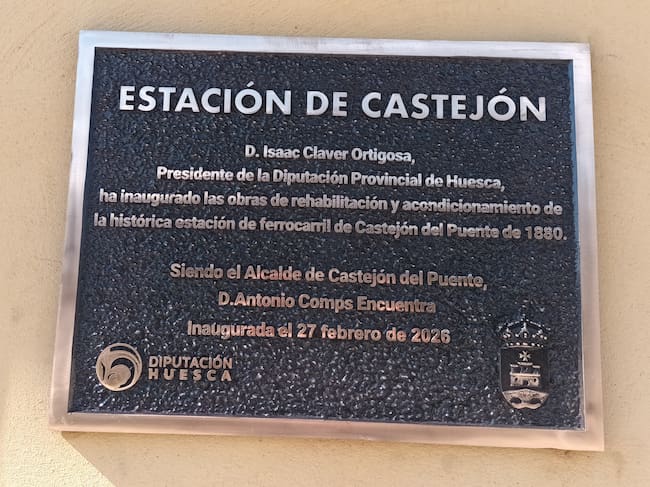 ESTACIÓN DE CASTEJÓN
D. Isaac Claver Ortigosa,
Presidente de la Diputación Provincial de Huesca,
ha inaugurado las obras de rehabilitación y acondicionamiento de
la histórica estación de ferrocarril de Castejón del Puente de 1880.
Siendo el Alcalde de Castejón del Puente,
D.Antonio Comps Encuentra
Inaugurada el 27 febrero de 2026
DIPUTACIÓN
HUESCA